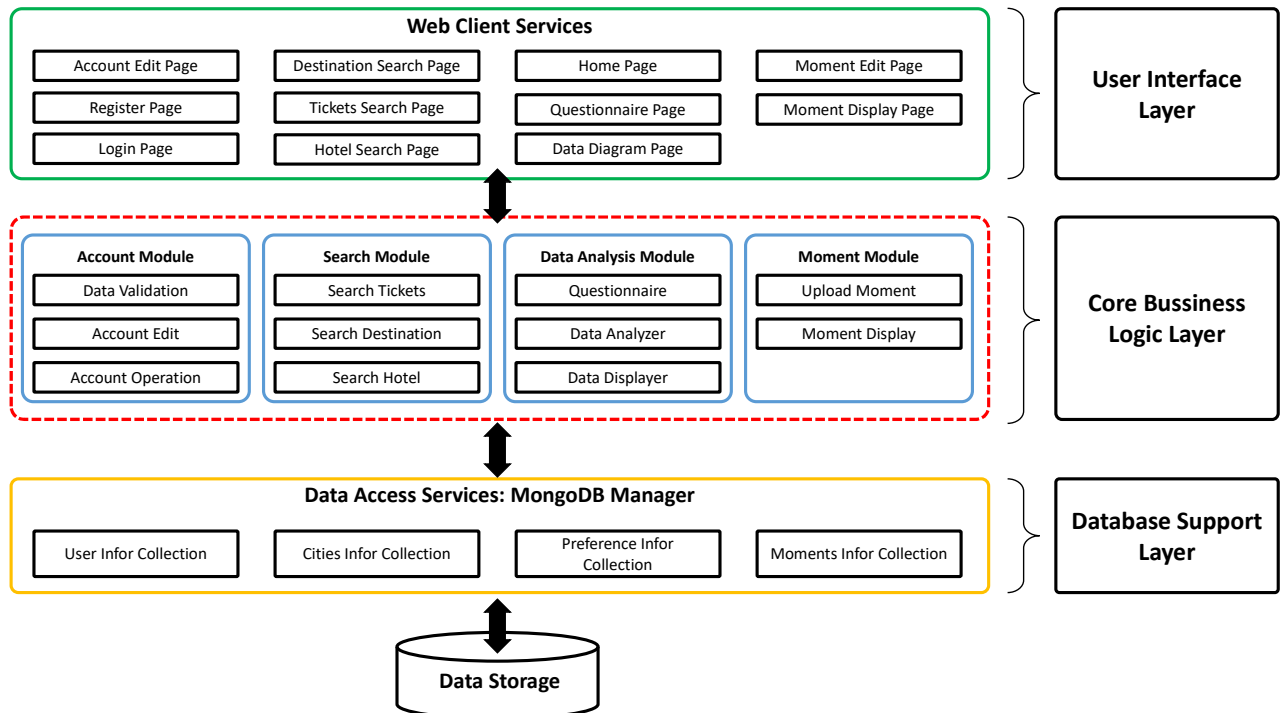 Web Client Services
Account Edit Page
Destination Search Page
Home Page
Moment Edit Page
Register Page
Tickets Search Page
Questionnaire Page
Moment Display Page
Login Page
Hotel Search Page
Data Diagram Page
User Interface
Layer
Account Module
Search Module
Data Analysis Module
Moment Module
Data Validation
Search Tickets
Questionnaire
Upload Moment
Account Edit
Search Destination
Data Analyzer
Moment Display
Account Operation
Search Hotel
Data Displayer
Core Bussiness
Logic Layer
Data Access Services: MongoDB Manager
User Infor Collection
Cities Infor Collection
Preference Infor
Collection
Moments Infor Collection
Database Support
Layer
Data Storage